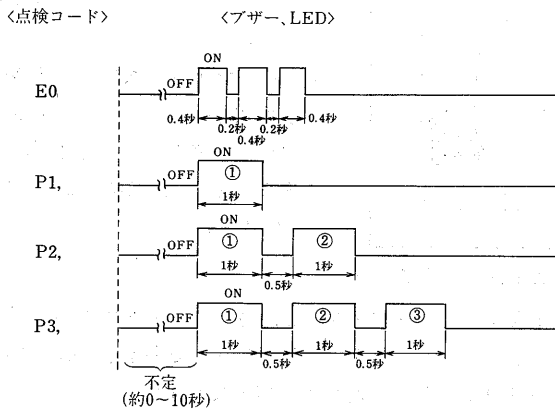 〈点検コード〉 〈ブザー、LED〉
ON
E0, OFF
0.4秒 0.2秒 0.4秒 0.2秒 0.4秒
ON
P1, OFF ①
1秒
ON
P2, OFF ① ②
1秒 0.5秒 1秒
ON
P3, OFF ① ② ③
1秒 0.5秒 1秒 0.5秒 1秒
不定
(約0～10秒)